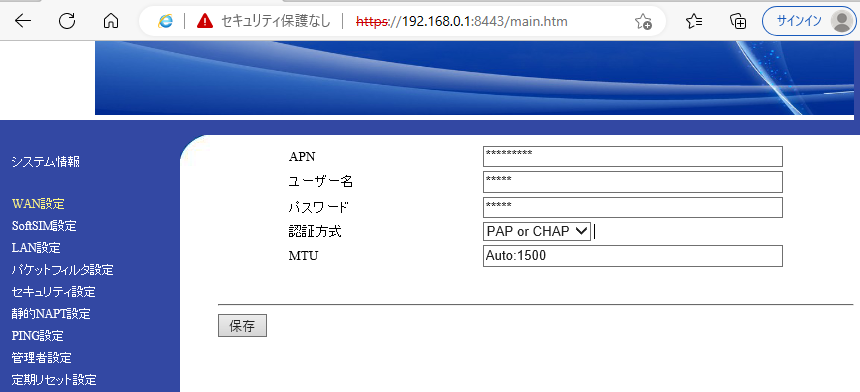 セキュリティ保護なし https://192.168.0.1:8443/main.htm サインイン
システム情報
WAN設定
SoftSIM設定
LAN設定
パケットフィルタ設定
セキュリティ設定
静的NAPT設定
PING設定
管理者設定
定期リセット設定
APN *********
ユーザー名 *****
パスワード *****
認証方式 PAP or CHAP
MTU Auto:1500
保存